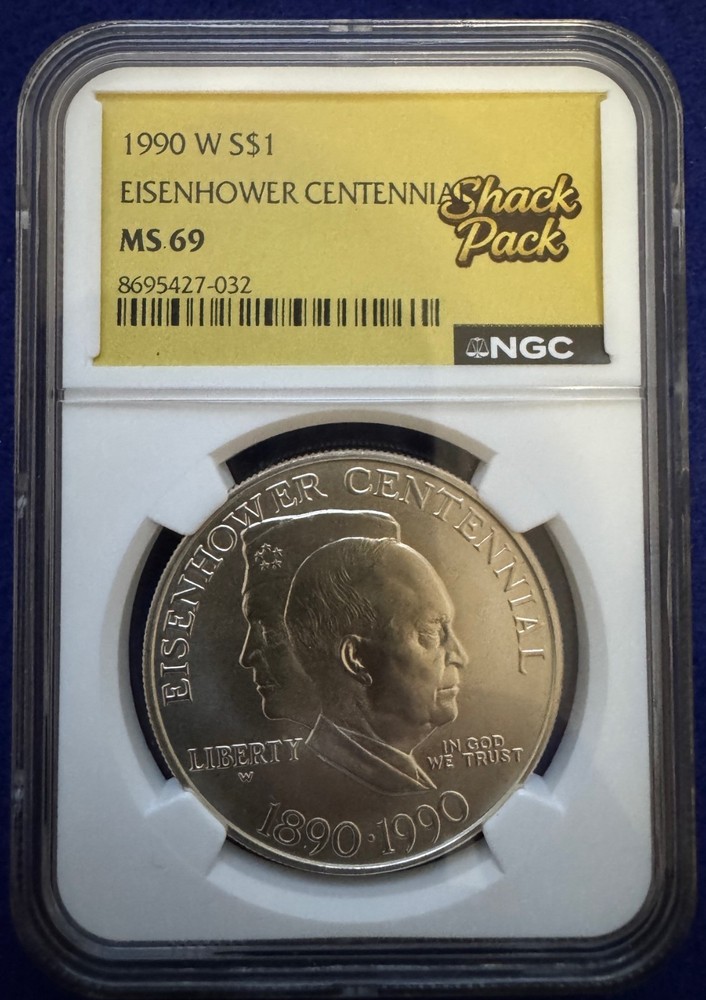 1990 W S$1
EISENHOWER CENTENNIAL
MS 69
Shack
Pack
8695427-032
NGC
EISENHOWER CENTENNIAL
LIBERTY
W
IN GOD
WE TRUST
1890·1990